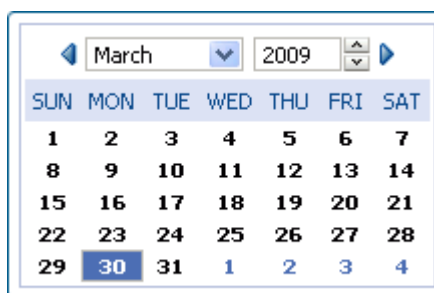 March 2009
SUN MON TUE WED THU FRI SAT
1 2 3 4 5 6 7
8 9 10 11 12 13 14
15 16 17 18 19 20 21
22 23 24 25 26 27 28
29 30 31 1 2 3 4